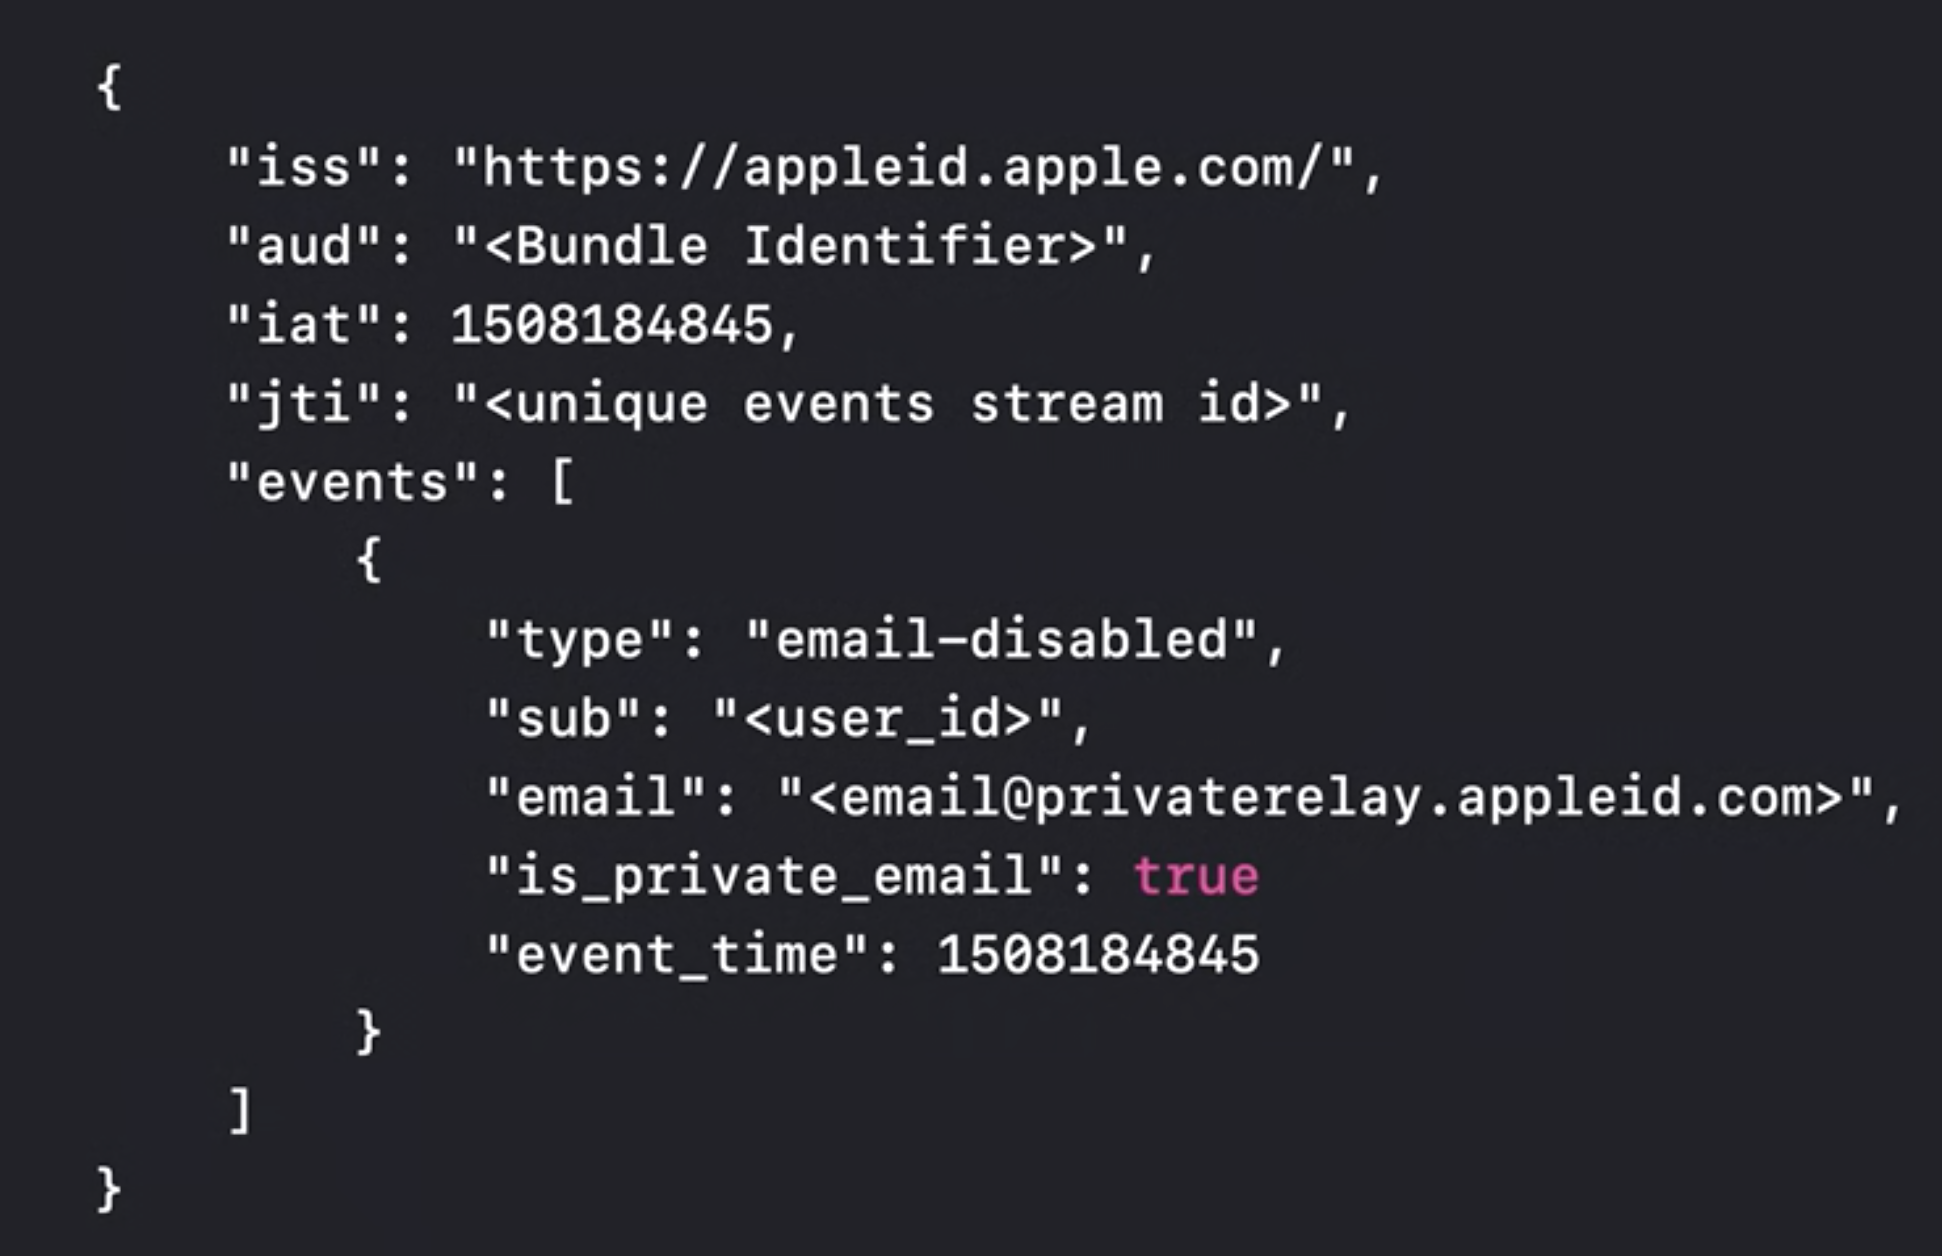 {
"iss": "https://appleid.apple.com/",
"aud": "<Bundle Identifier>",
"iat": 1508184845,
"jti": "<unique events stream id>",
"events": [
{
"type": "email-disabled",
"sub": "<user_id>",
"email": "<email@privaterelay.appleid.com>",
"is_private_email": true
"event_time": 1508184845
}
]
}